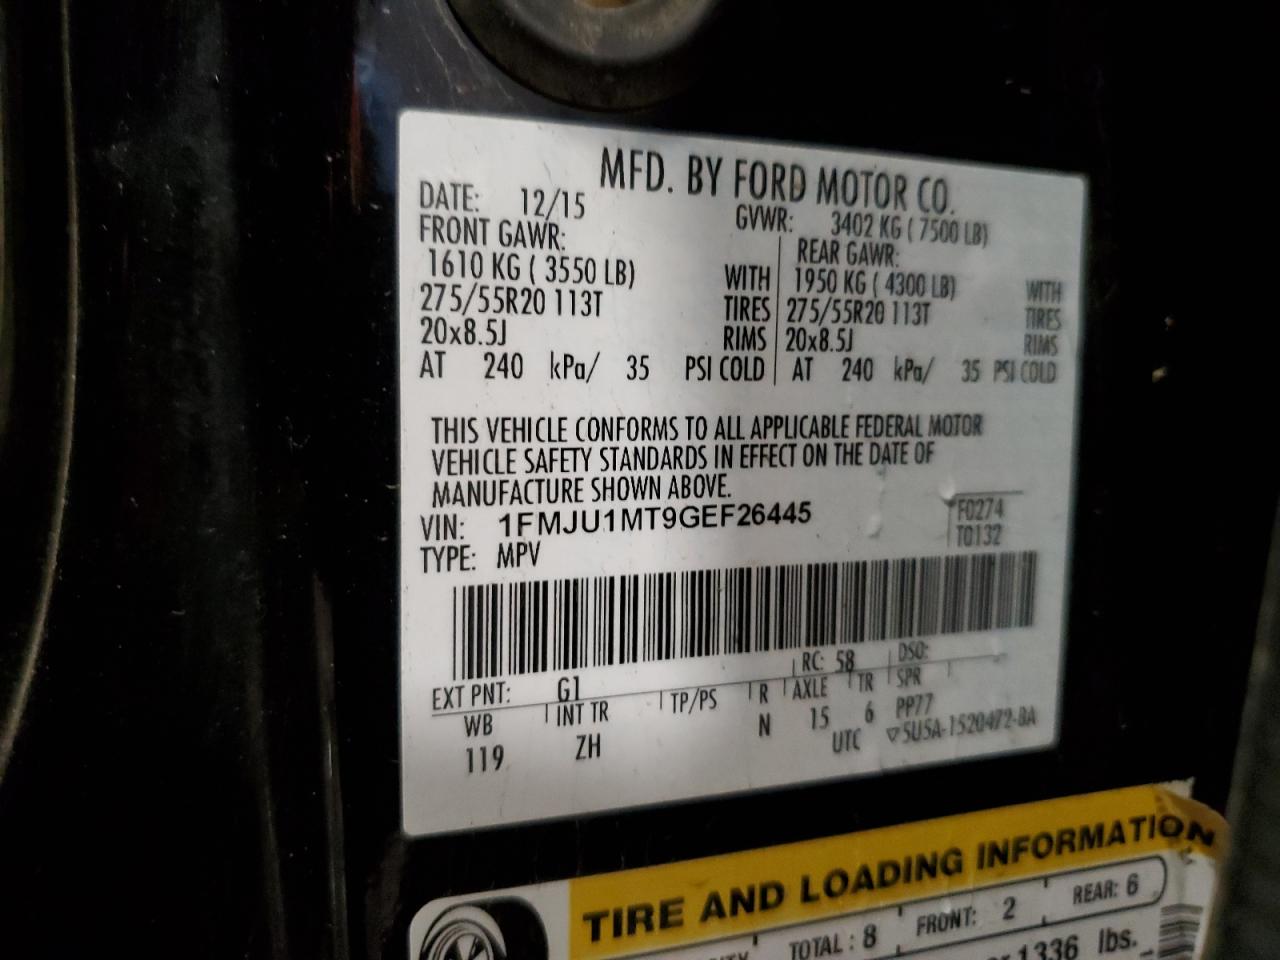 MFD. BY FORD MOTOR CO.
DATE: 12/15 GVWR: 3402 KG ( 7500 LB)
FRONT GAWR: REAR GAWR:
1610 KG ( 3550 LB) WITH 1950 KG ( 4300 LB) WITH
275/55R20 113T TIRES 275/55R20 113T TIRES
20x8.5J RIMS 20x8.5J RIMS
AT 240 kPa/ 35 PSI COLD AT 240 kPa/ 35 PSI COLD
THIS VEHICLE CONFORMS TO ALL APPLICABLE FEDERAL MOTOR
VEHICLE SAFETY STANDARDS IN EFFECT ON THE DATE OF
MANUFACTURE SHOWN ABOVE.
VIN: 1FMJU1MT9GEF26445 F0274
TYPE: MPV T0132
EXT PNT: G1 RC: 58 DSO:
WB INT TR TP/PS R AXLE TR SPR
119 ZH N 15 6 PP77
UTC ▽5U5A-1520472-BA
TIRE AND LOADING INFORMATION
TOTAL : 8 FRONT: 2 REAR: 6
1336 lbs.